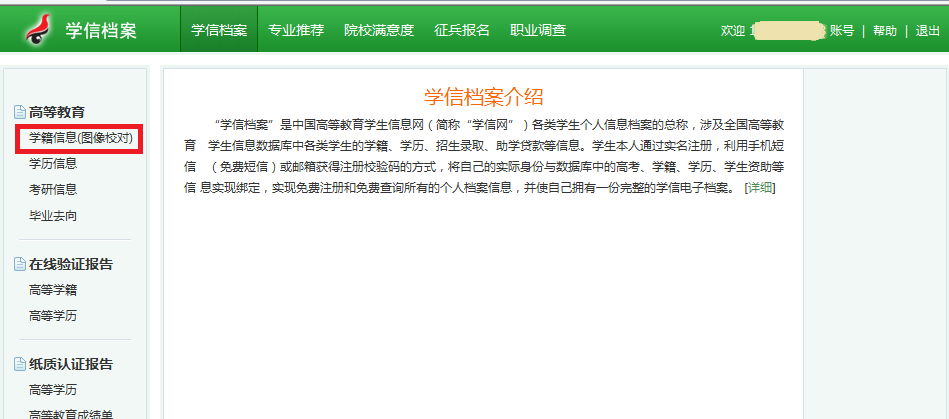 学信档案
学信档案 专业推荐 院校满意度 征兵报名 职业调查
欢迎 账号 | 帮助 | 退出
高等教育
学籍信息(图像校对)
学历信息
考研信息
毕业去向
在线验证报告
高等学籍
高等学历
纸质认证报告
高等学历
高等教育成绩单
学信档案介绍
“学信档案”是中国高等教育学生信息网（简称“学信网”）各类学生个人信息档案的总称，涉及全国高等教
育 学生信息数据库中各类学生的学籍、学历、招生录取、助学贷款等信息。学生本人通过实名注册，利用手机短
信 （免费短信）或邮箱获得注册校验码的方式，将自己的实际身份与数据库中的高考、学籍、学历、学生资助等
信 息实现绑定，实现免费注册和免费查询所有的个人档案信息，并使自己拥有一份完整的学信电子档案。 [详细]